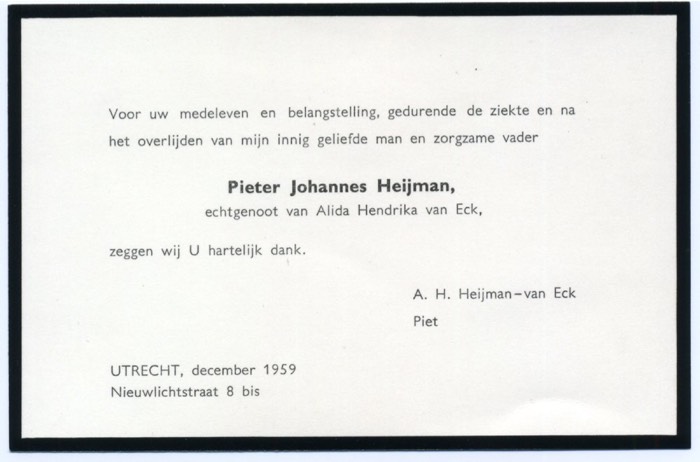 Voor uw medeleven en belangstelling, gedurende de ziekte en na
het overlijden van mijn innig geliefde man en zorgzame vader
Pieter Johannes Heijman,
echtgenoot van Alida Hendrika van Eck,
zeggen wij U hartelijk dank.
A. H. Heijman-van Eck
Piet
UTRECHT, december 1959
Nieuwlichtstraat 8 bis